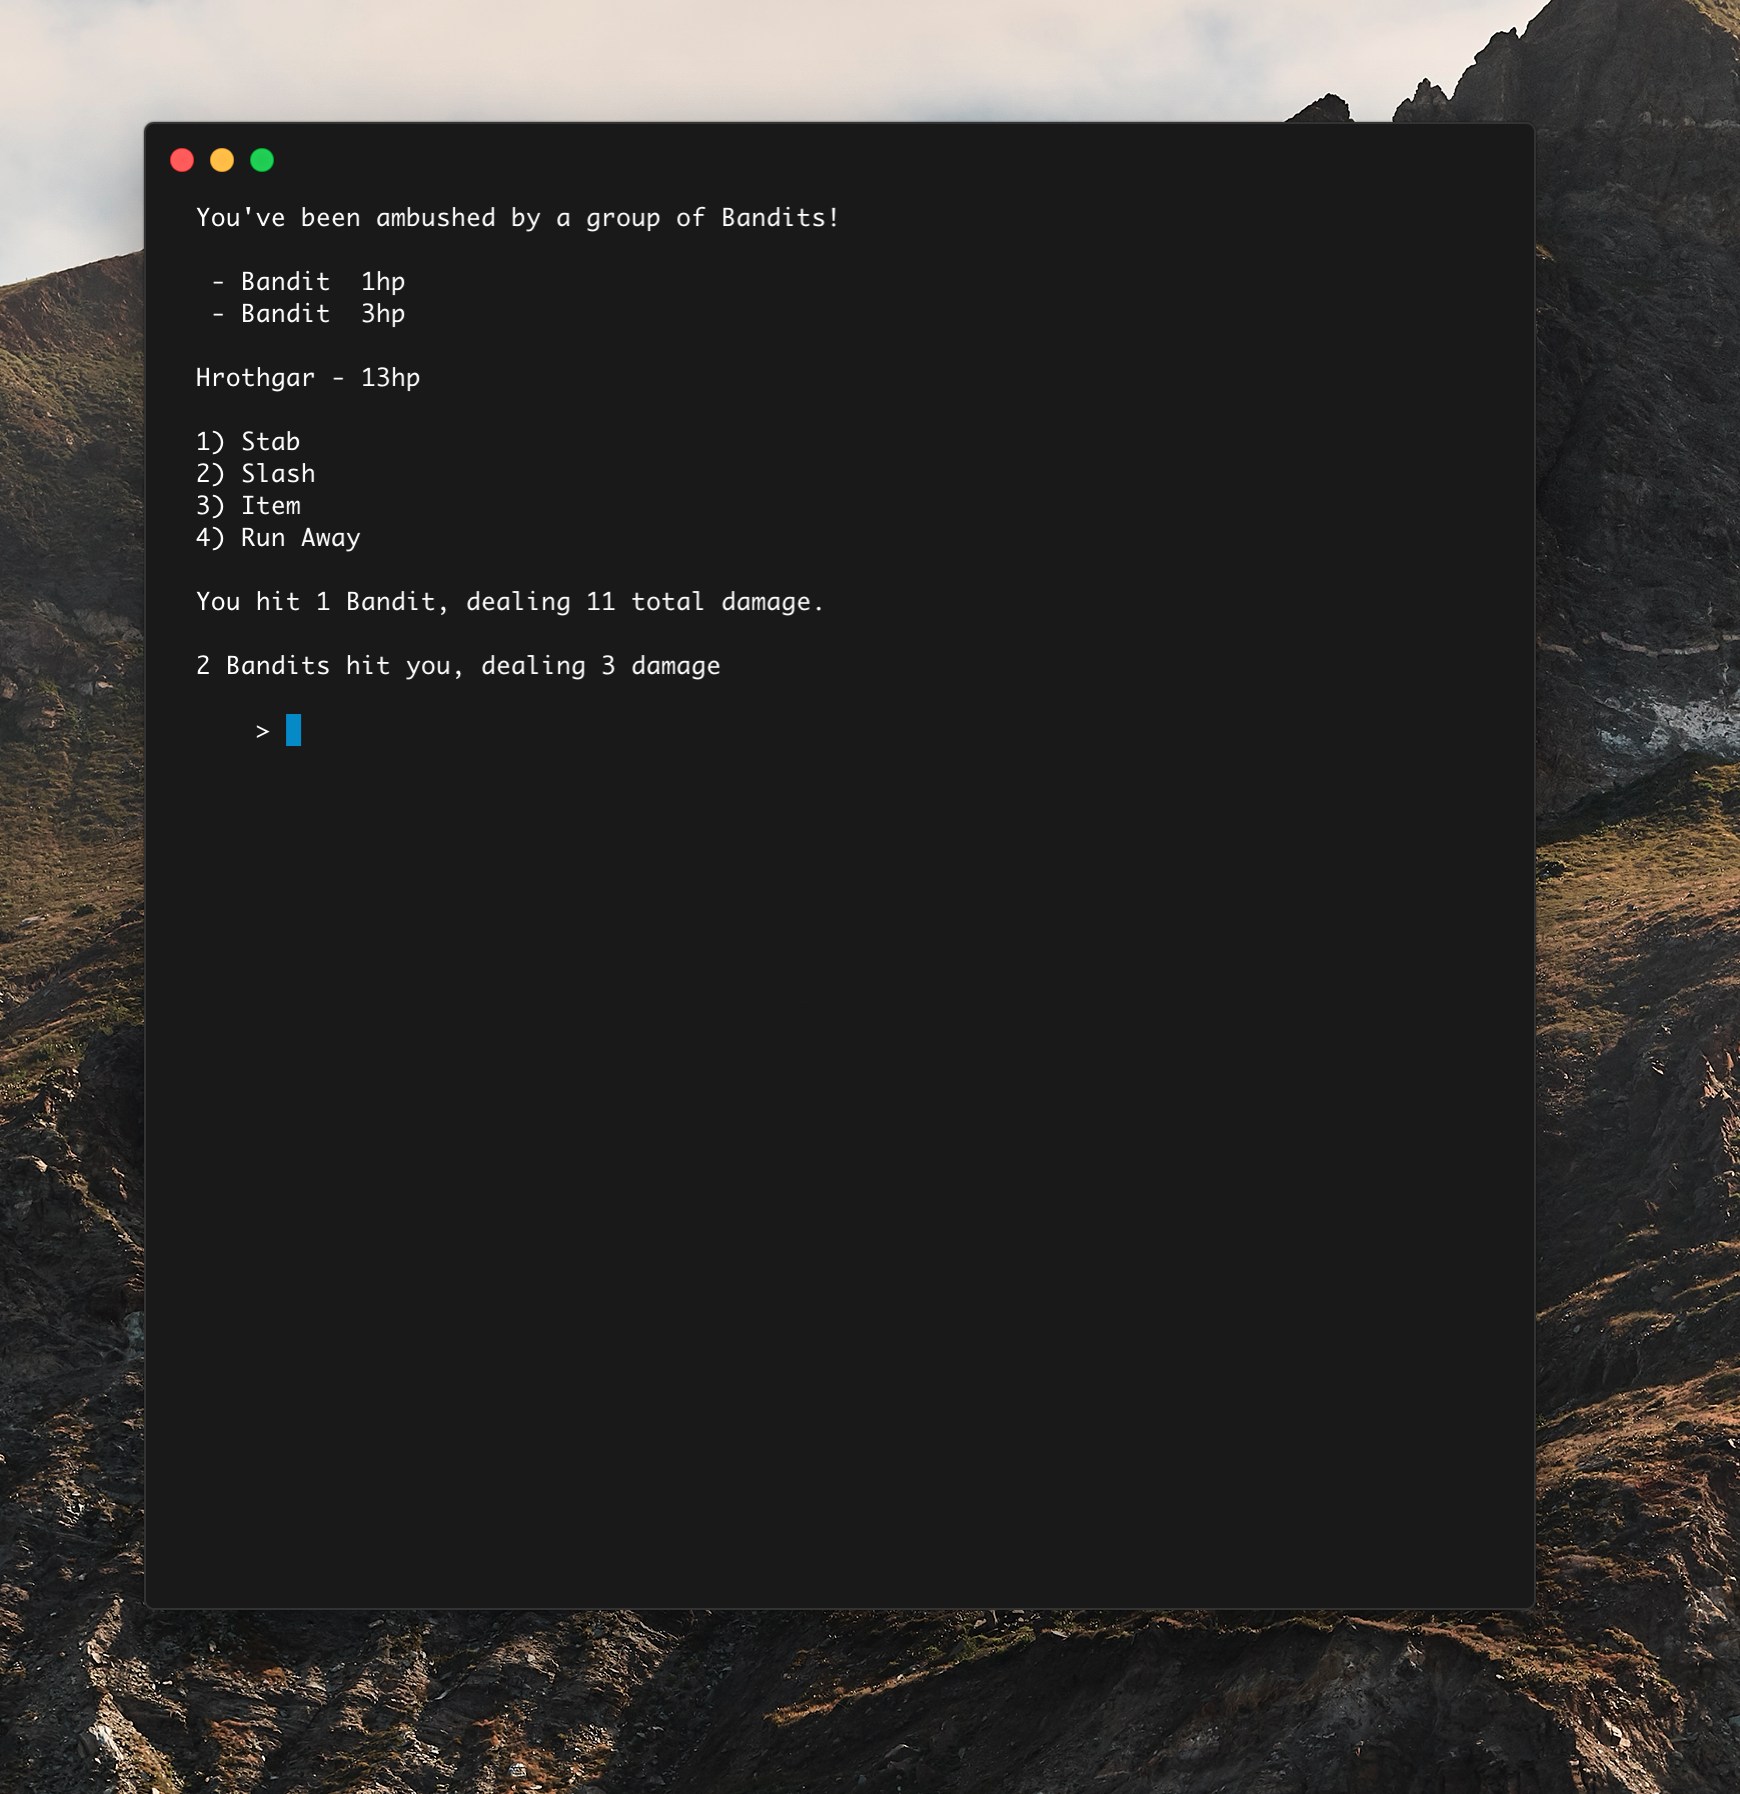 You've been ambushed by a group of Bandits!
- Bandit  1hp
- Bandit  3hp
Hrothgar - 13hp
1) Stab
2) Slash
3) Item
4) Run Away
You hit 1 Bandit, dealing 11 total damage.
2 Bandits hit you, dealing 3 damage
>